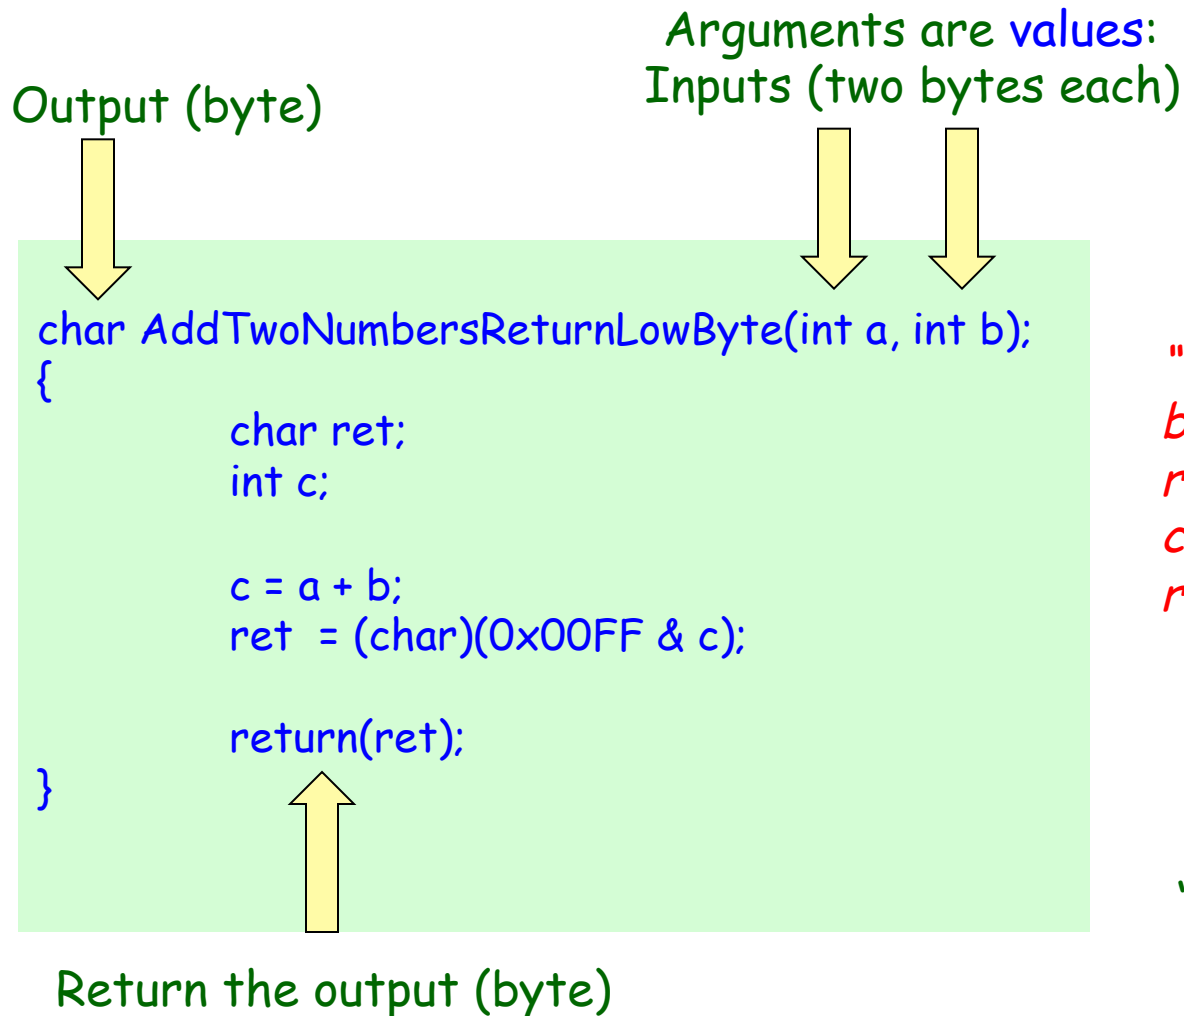 Arguments are values:
Inputs (two bytes each)
Output (byte)
char AddTwoNumbersReturnLowByte(int a, int b);
{
char ret;
int c;
c = a + b;
ret = (char)(0x00FF & c);
return(ret);
}
Return the output (byte)